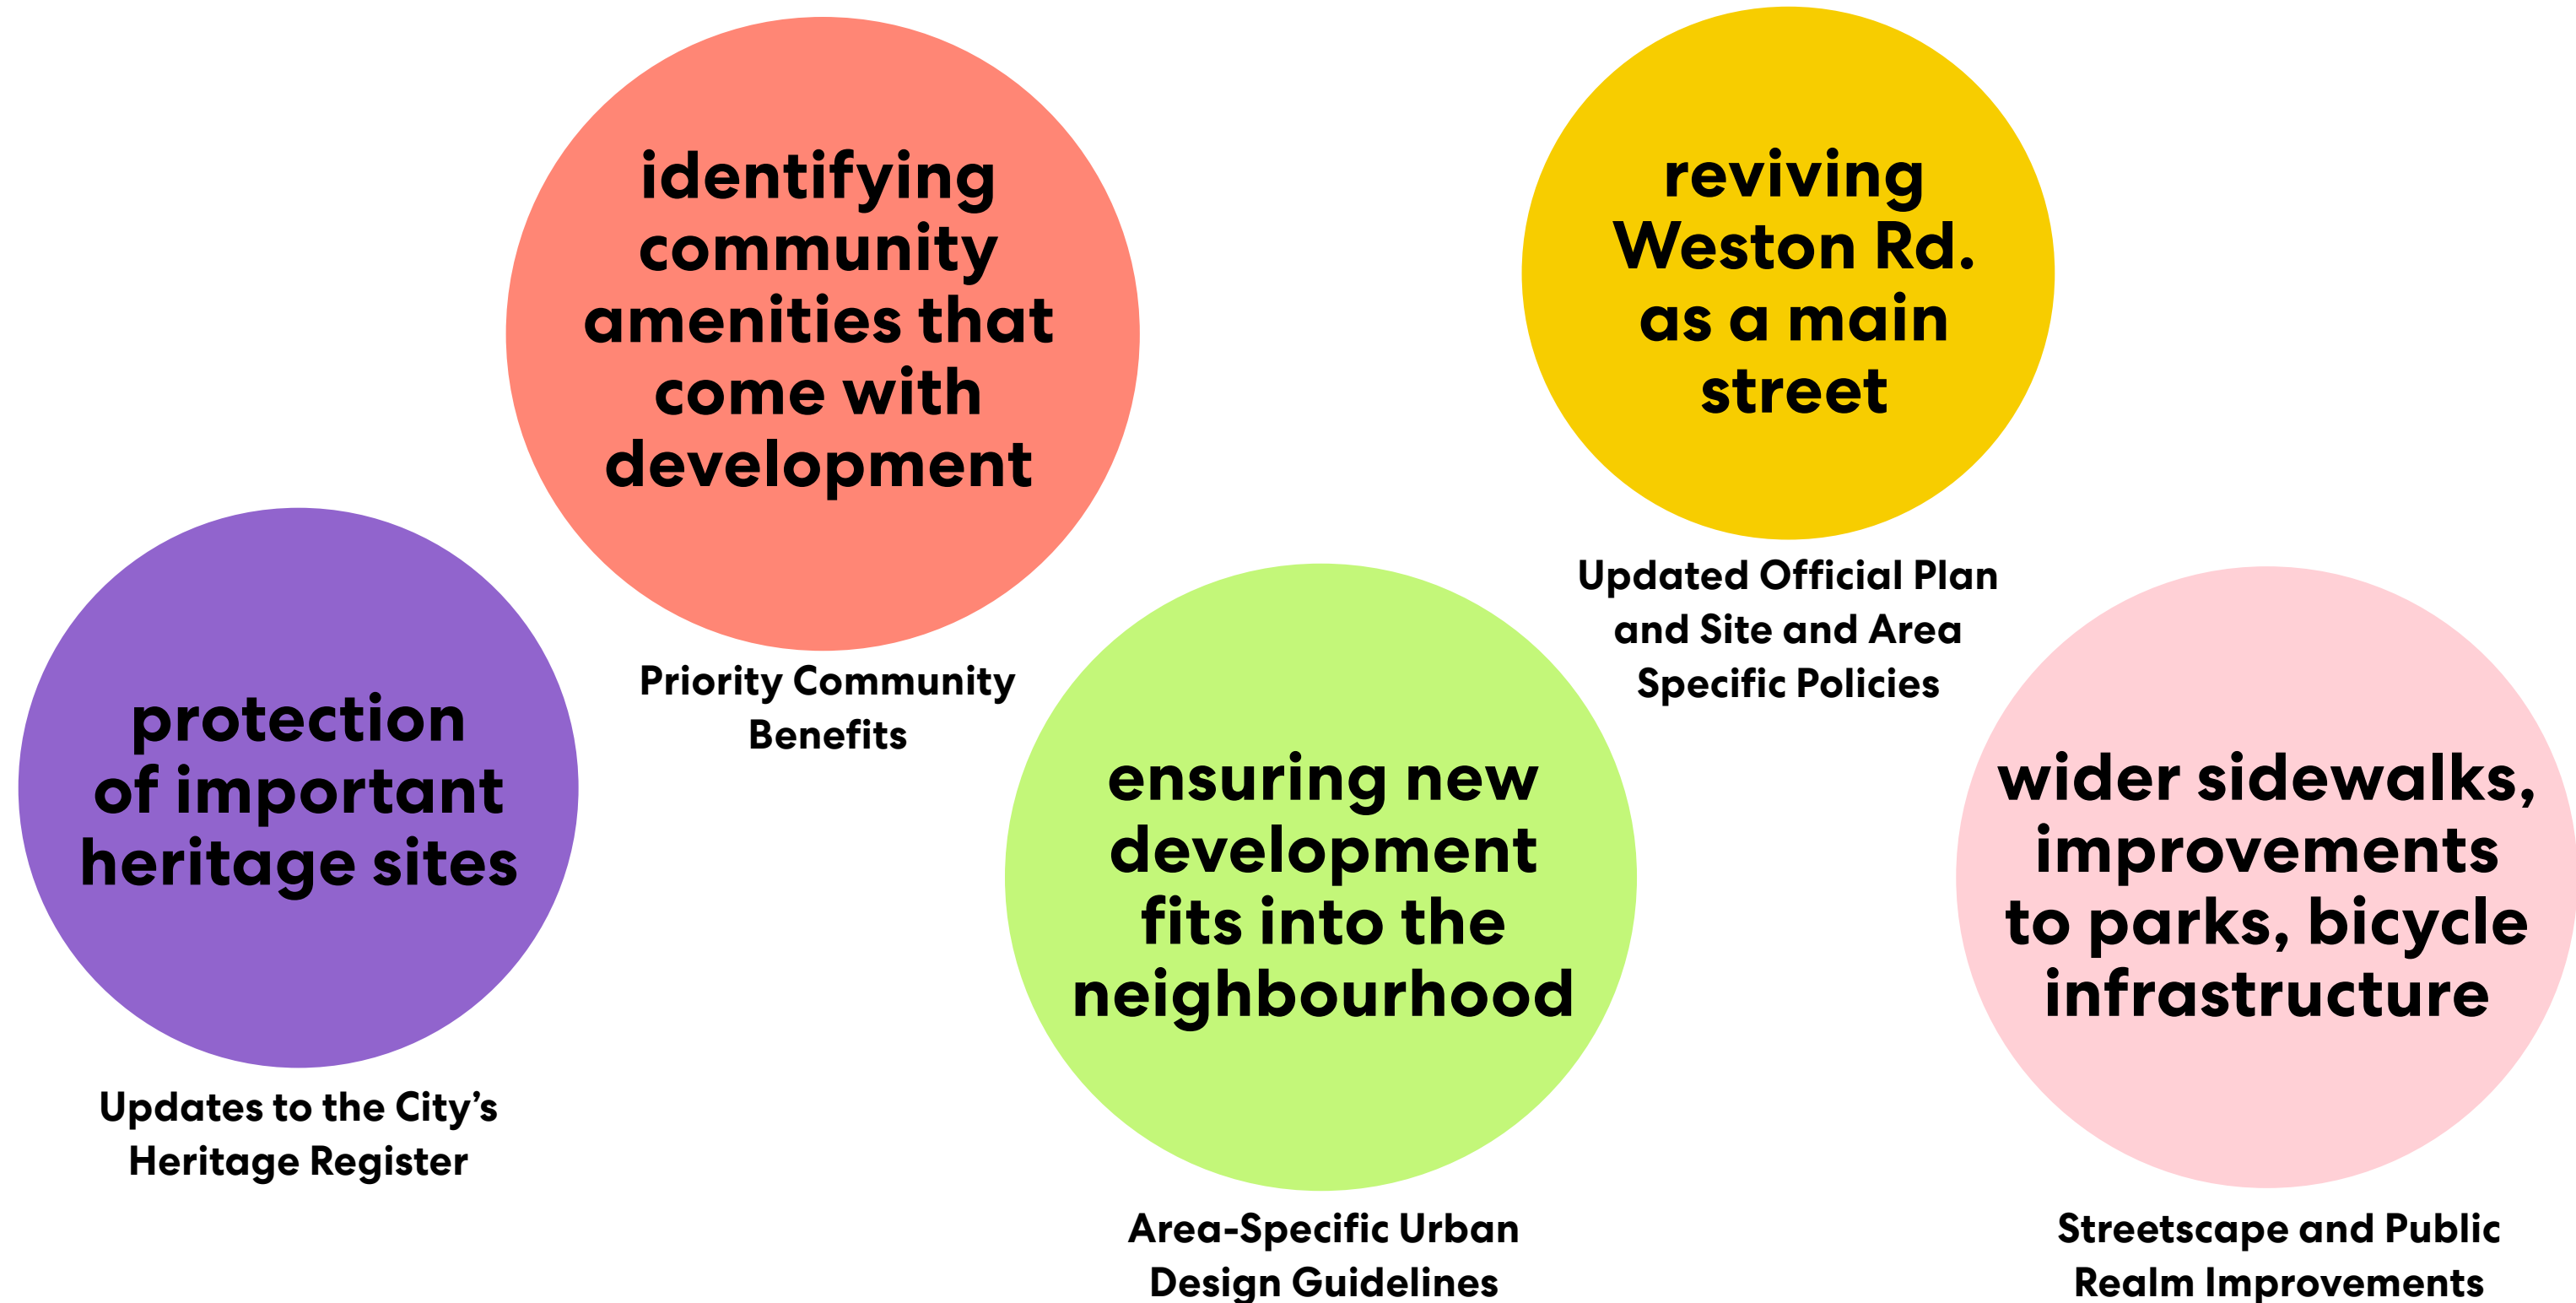 protection
of important
heritage sites
Updates to the City’s
Heritage Register
identifying
community
amenities that
come with
development
Priority Community
Benefits
ensuring new
development
fits into the
neighbourhood
Area-Specific Urban
Design Guidelines
reviving
Weston Rd.
as a main
street
Updated Official Plan
and Site and Area
Specific Policies
wider sidewalks,
improvements
to parks, bicycle
infrastructure
Streetscape and Public
Realm Improvements